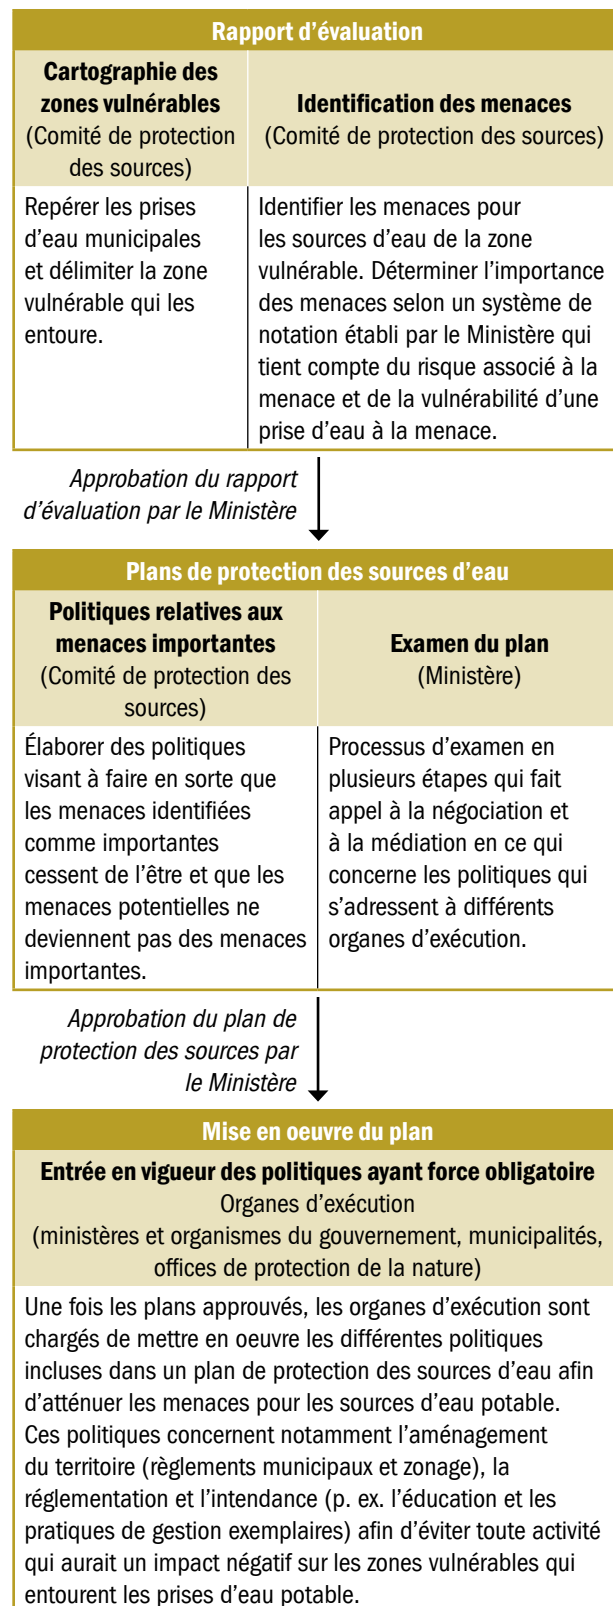 Rapport d'évaluation
Cartographie des
zones vulnérables
(Comité de protection
des sources)
Identification des menaces
(Comité de protection des sources)
Repérer les prises
d'eau municipales
et délimiter la zone
vulnérable qui les
entoure.
Identifier les menaces pour
les sources d'eau de la zone
vulnérable. Déterminer l'importance
des menaces selon un système de
notation établi par le Ministère qui
tient compte du risque associé à la
menace et de la vulnérabilité d'une
prise d'eau à la menace.
Approbation du rapport
d'évaluation par le Ministère
Plans de protection des sources d'eau
Politiques relatives aux
menaces importantes
(Comité de protection des
sources)
Examen du plan
(Ministère)
Élaborer des politiques
visant à faire en sorte que
les menaces identifiées
comme importantes
cessent de l'être et que les
menaces potentielles ne
deviennent pas des menaces
importantes.
Processus d'examen en
plusieurs étapes qui fait
appel à la négociation et
à la médiation en ce qui
concerne les politiques qui
s'adressent à différents
organes d'exécution.
Approbation du plan de
protection des sources par
le Ministère
Mise en oeuvre du plan
Entrée en vigueur des politiques ayant force obligatoire
Organes d'exécution
(ministères et organismes du gouvernement, municipalités,
offices de protection de la nature)
Une fois les plans approuvés, les organes d'exécution sont
chargés de mettre en oeuvre les différentes politiques
incluses dans un plan de protection des sources d'eau afin
d'atténuer les menaces pour les sources d'eau potable.
Ces politiques concernent notamment l'aménagement
du territoire (règlements municipaux et zonage), la
réglementation et l'intendance (p. ex. l'éducation et les
pratiques de gestion exemplaires) afin d'éviter toute activité
qui aurait un impact négatif sur les zones vulnérables qui
entourent les prises d'eau potable.